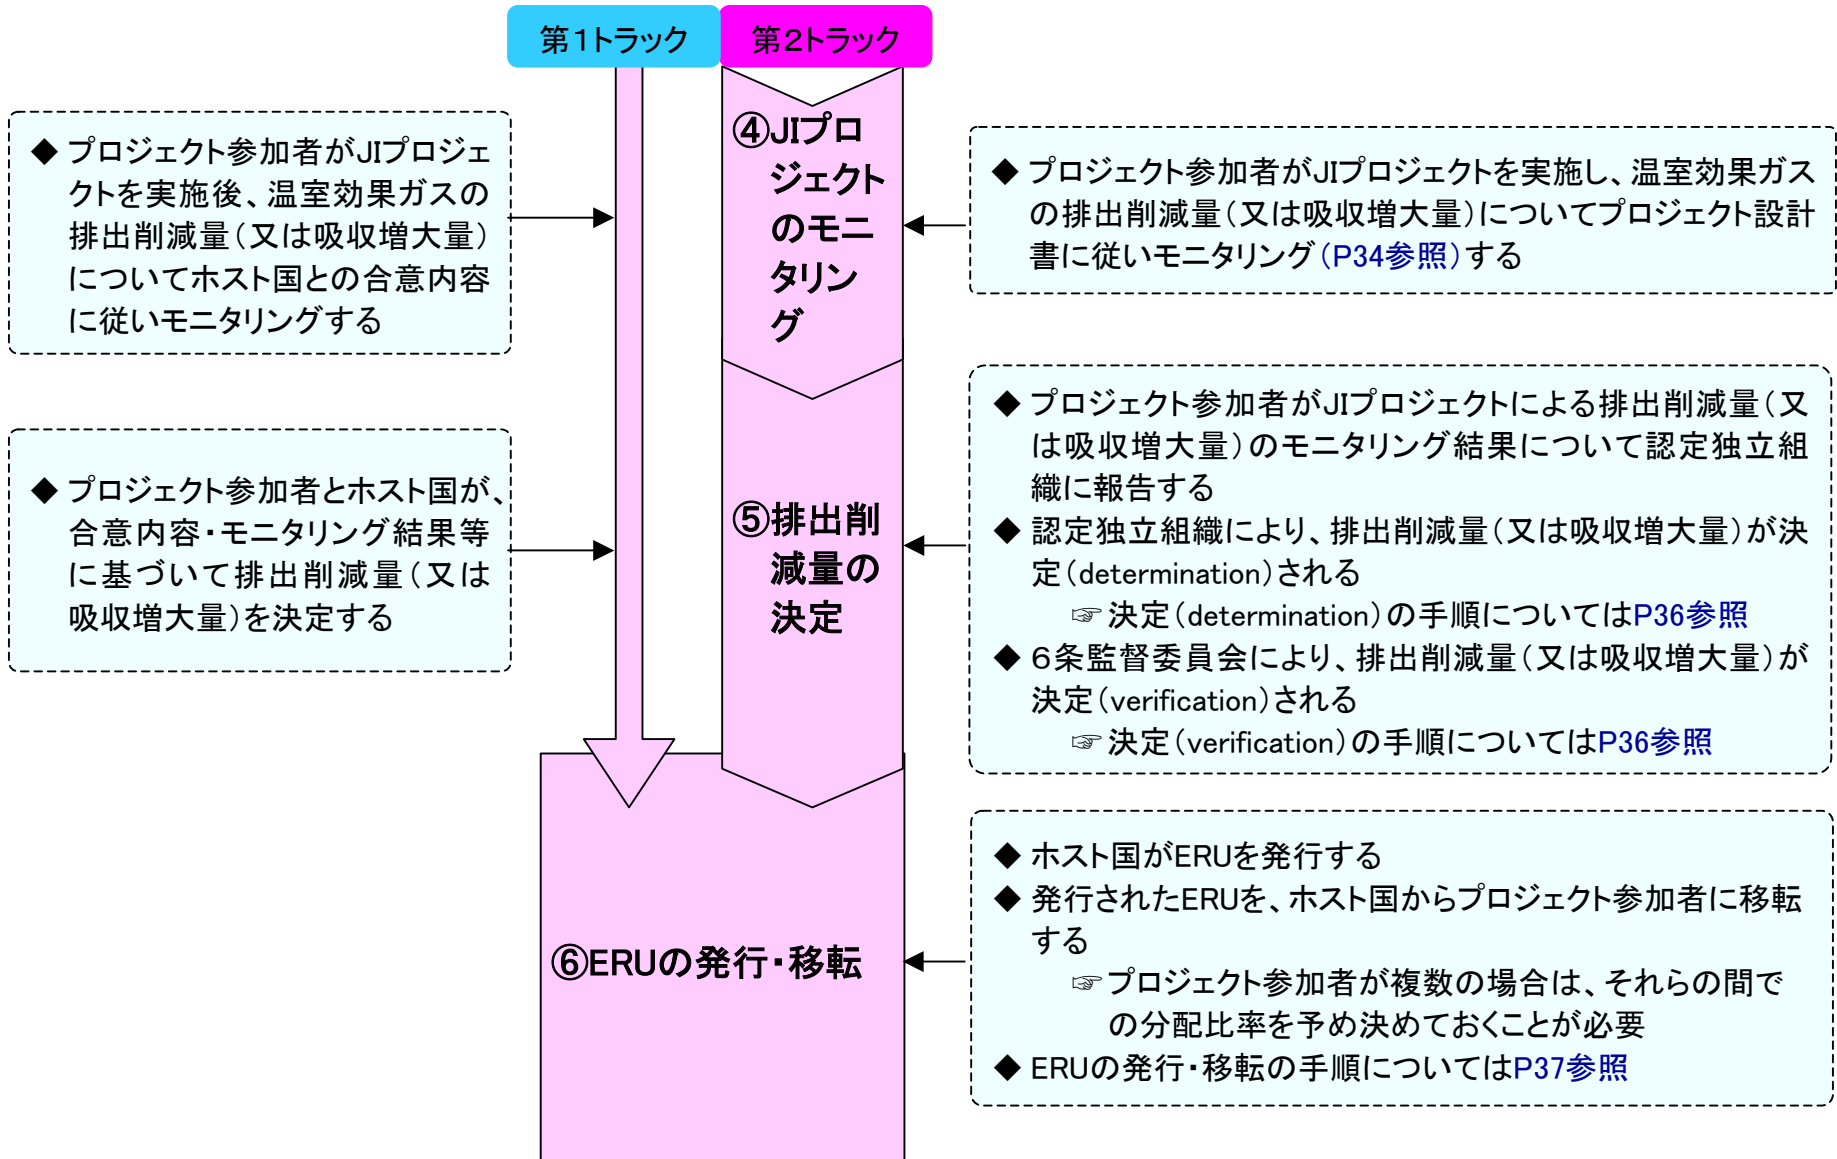 第１トラック
第２トラック
◆ プロジェクト参加者がJIプロジェ
クトを実施後、温室効果ガスの
排出削減量（又は吸収増大量）
についてホスト国との合意内容
に従いモニタリングする
④JIプロ
ジェクト
のモニ
タリン
グ
◆ プロジェクト参加者がJIプロジェクトを実施し、温室効果ガス
の排出削減量（又は吸収増大量）についてプロジェクト設計
書に従いモニタリング（P34参照）する
◆ プロジェクト参加者とホスト国が、
合意内容・モニタリング結果等
に基づいて排出削減量（又は
吸収増大量）を決定する
⑤排出削
減量の
決定
◆ プロジェクト参加者がJIプロジェクトによる排出削減量（又
は吸収増大量）のモニタリング結果について認定独立組
織に報告する
◆ 認定独立組織により、排出削減量（又は吸収増大量）が決
定（determination）される
☞決定（determination）の手順についてはP36参照
◆ ６条監督委員会により、排出削減量（又は吸収増大量）が
決定（verification）される
☞決定（verification）の手順についてはP36参照
⑥ERUの発行・移転
◆ ホスト国がERUを発行する
◆ 発行されたERUを、ホスト国からプロジェクト参加者に移転
する
☞プロジェクト参加者が複数の場合は、それらの間で
の分配比率を予め決めておくことが必要
◆ ERUの発行・移転の手順についてはP37参照